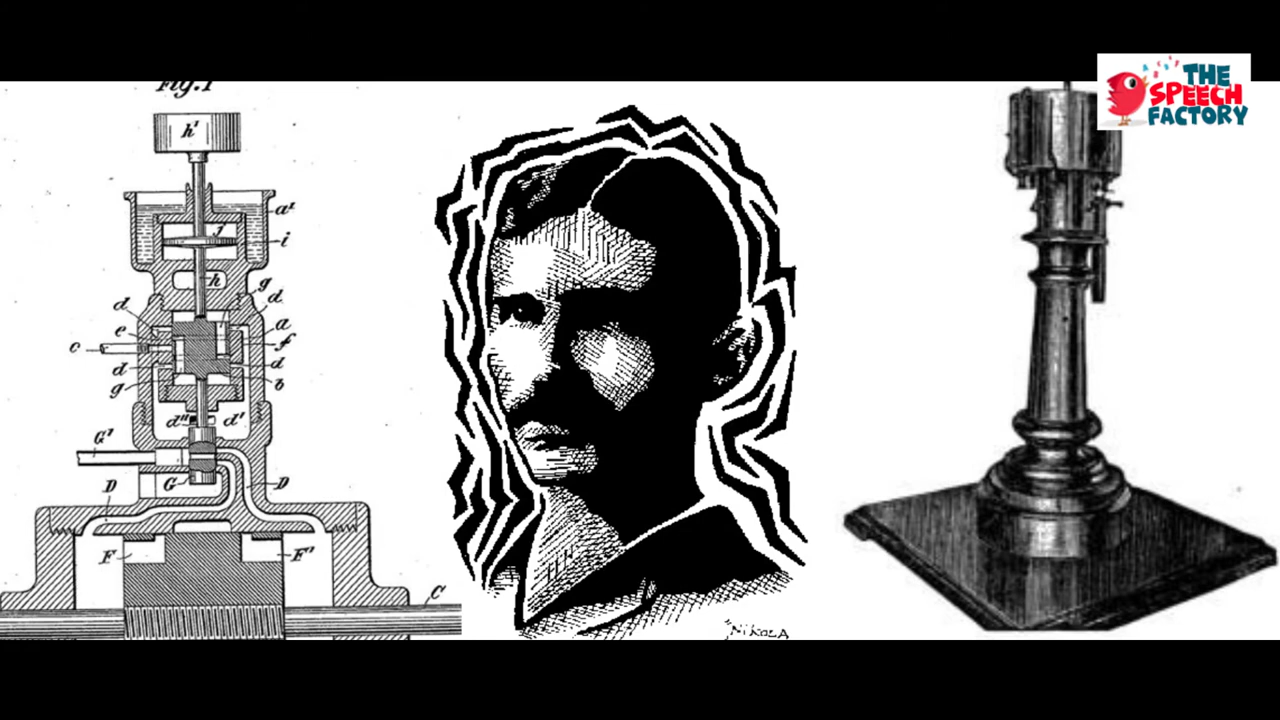 Fig. 1
h'
a'
j
i
h
g
d
d
a
e
f
c
d
d
g
b
d" d'
G'
G
D
D
F
F'
C
"NikolA
THE
SPEECH
FACTORY